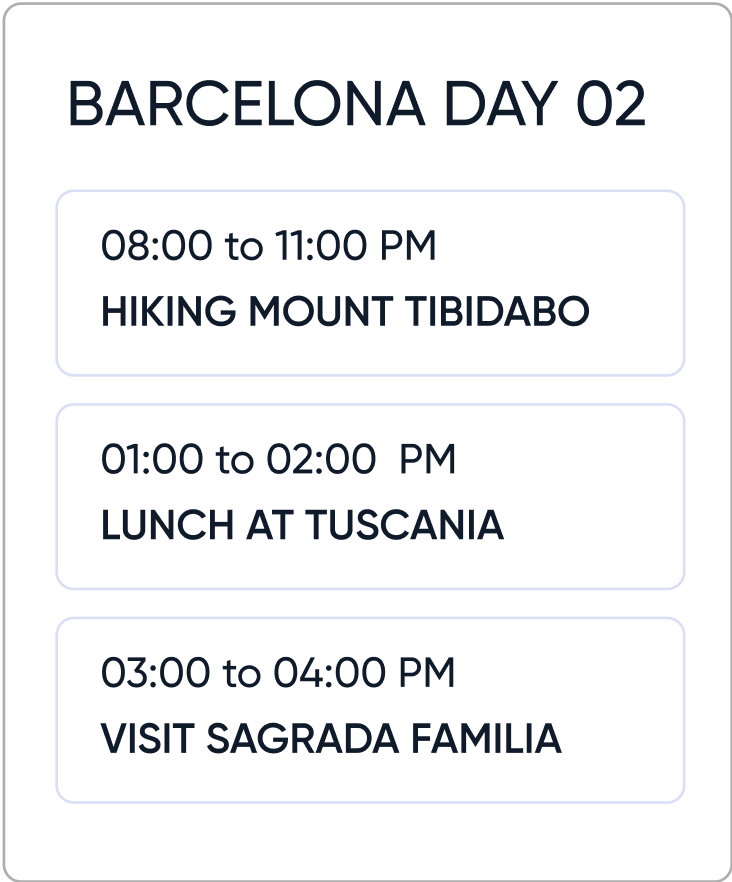 BARCELONA DAY 02
08:00 to 11:00 PM
HIKING MOUNT TIBIDABO
01:00 to 02:00  PM
LUNCH AT TUSCANIA
03:00 to 04:00 PM
VISIT SAGRADA FAMILIA